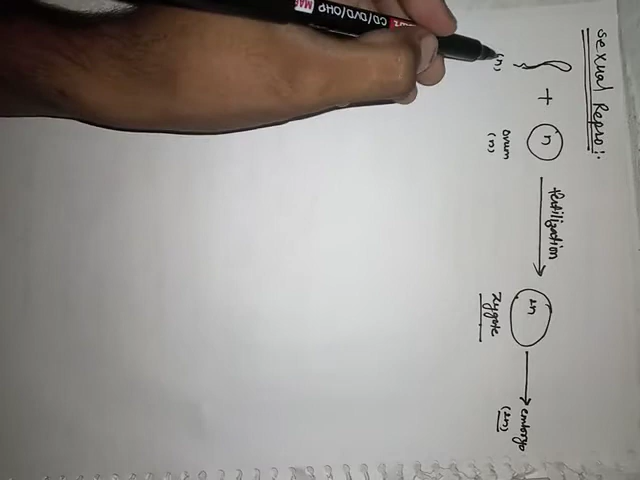 Sexual Repro:
(n)
+
n
Ovum
(n)
fertilization
2n
Zygote
embryo
(2n)
CD/DVD/OHP